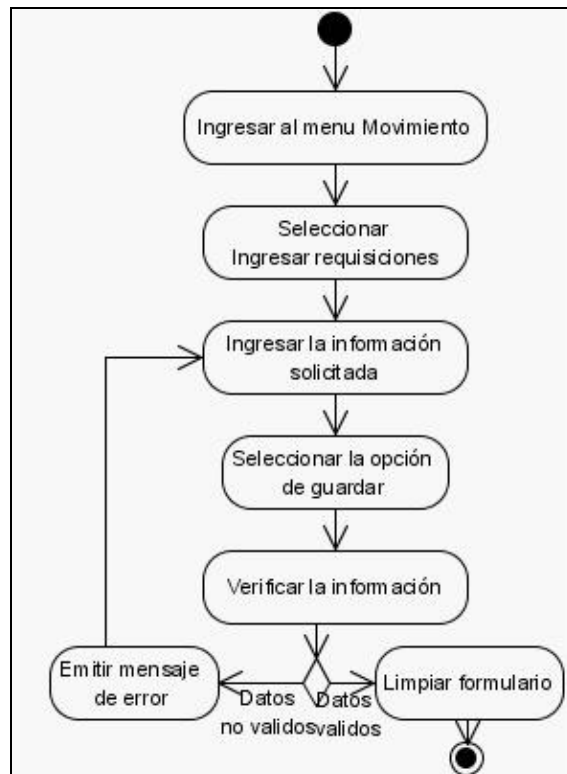 Ingresar al menu Movimiento
Seleccionar
Ingresar requisiciones
Ingresar la información
solicitada
Seleccionar la opción
de guardar
Verificar la información
Emitir mensaje
de error
Datos
no validos
Datos
validos
Limpiar formulario